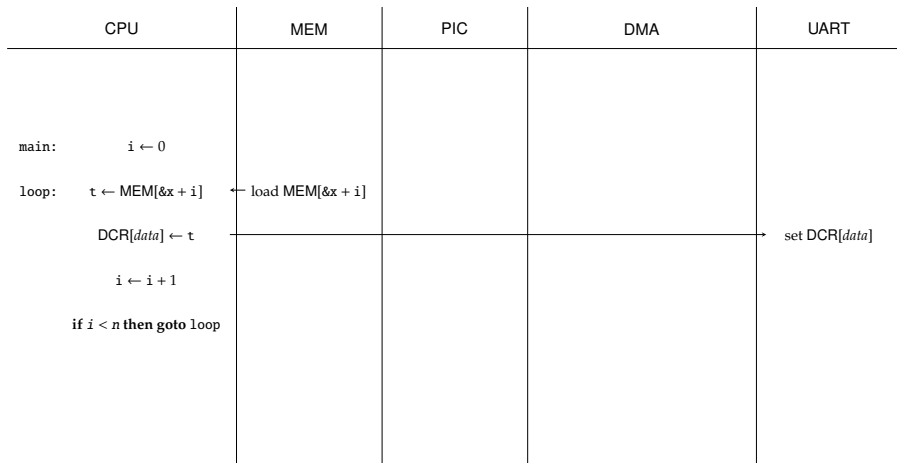 CPU MEM PIC DMA UART
main: i ← 0
loop: t ← MEM[&x + i] ← load MEM[&x + i]
DCR[data] ← t → set DCR[data]
i ← i + 1
if i < n then goto loop